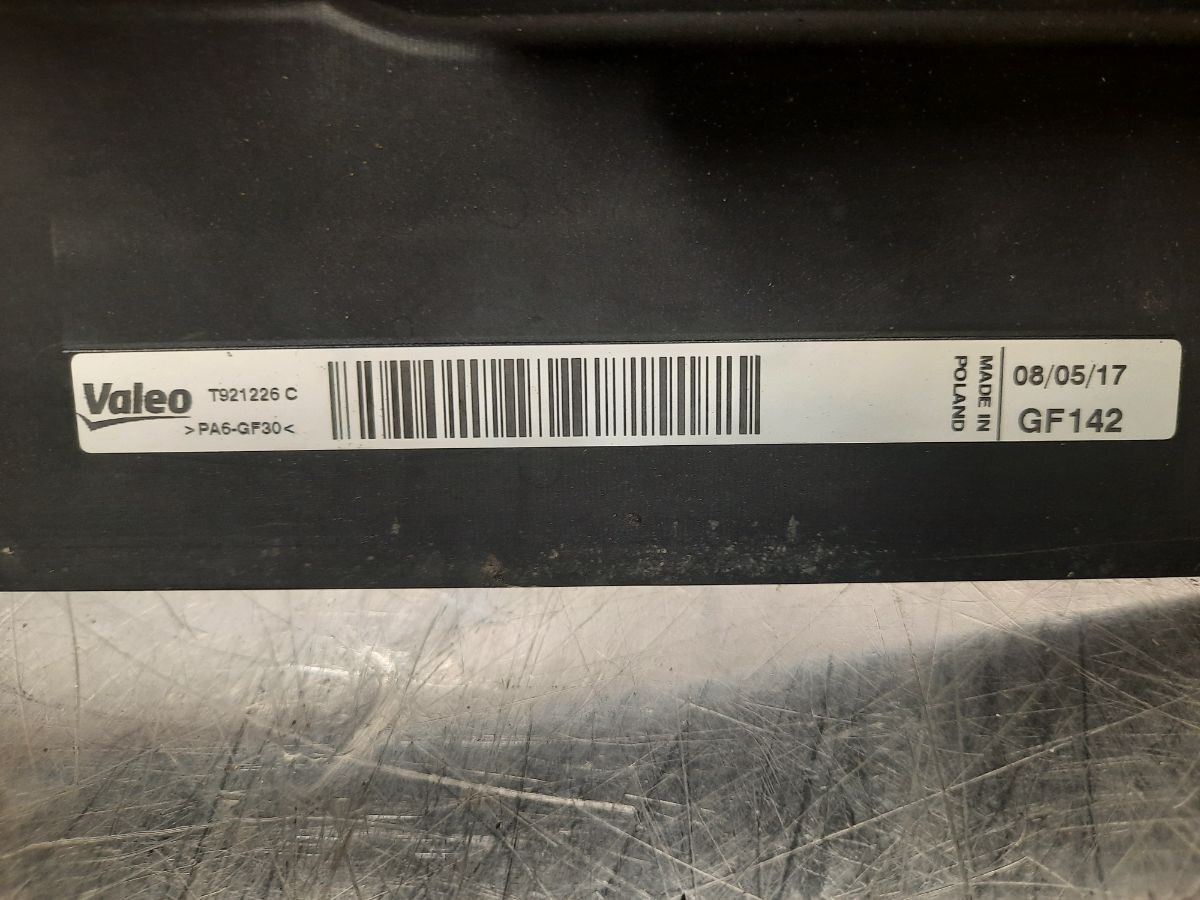 Valeo
T921226 C
>PA6-GF30<
MADE IN
POLAND
08/05/17
GF142